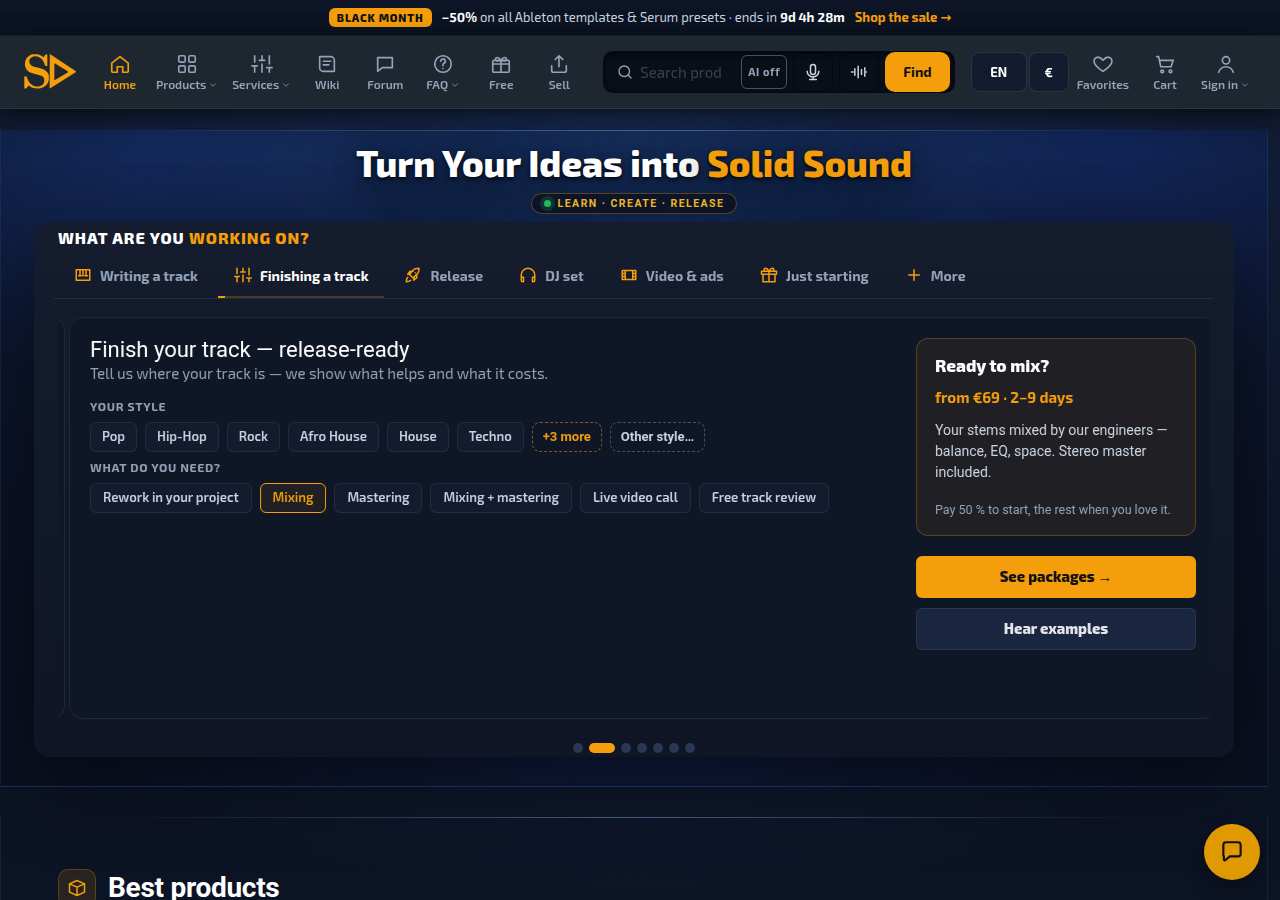 BLACK MONTH −50% on all Ableton templates & Serum presets · ends in 9d 4h 28m Shop the sale →
Home Products Services Wiki Forum FAQ Free Sell Search prod AI off Find EN € Favorites Cart Sign in
Turn Your Ideas into Solid Sound
LEARN · CREATE · RELEASE
WHAT ARE YOU WORKING ON?
Writing a track Finishing a track Release DJ set Video & ads Just starting More
Finish your track — release-ready
Tell us where your track is — we show what helps and what it costs.
YOUR STYLE
Pop Hip-Hop Rock Afro House House Techno +3 more Other style...
WHAT DO YOU NEED?
Rework in your project Mixing Mastering Mixing + mastering Live video call Free track review
Ready to mix?
from €69 · 2–9 days
Your stems mixed by our engineers —
balance, EQ, space. Stereo master
included.
Pay 50 % to start, the rest when you love it.
See packages →
Hear examples
Best products